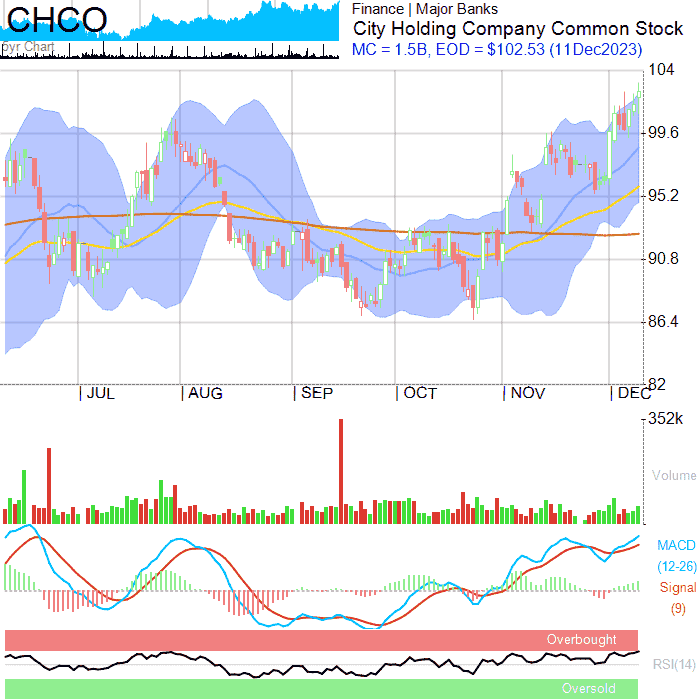 CHCO
Finance | Major Banks
City Holding Company Common Stock
MC = 1.5B, EOD = $102.53 (11Dec2023)
5yr Chart
104
99.6
95.2
90.8
86.4
82
| JUL | AUG | SEP | OCT | NOV | DEC
352k
Volume
MACD
(12-26)
Signal
(9)
Overbought
RSI(14)
Oversold